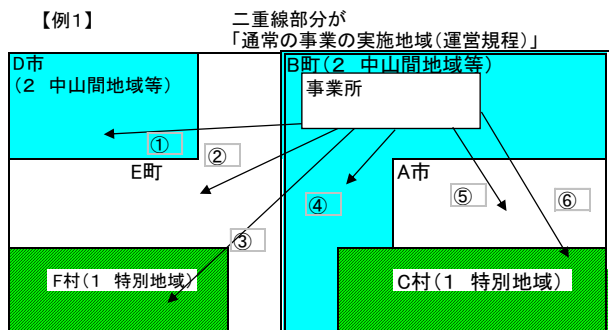 【例1】
二重線部分が
「通常の事業の実施地域(運営規程)」
D市
(2 中山間地域等)
B町(2 中山間地域等)
事業所
①
②
E町
A市
④
⑤
⑥
③
F村(1 特別地域)
C村(1 特別地域)